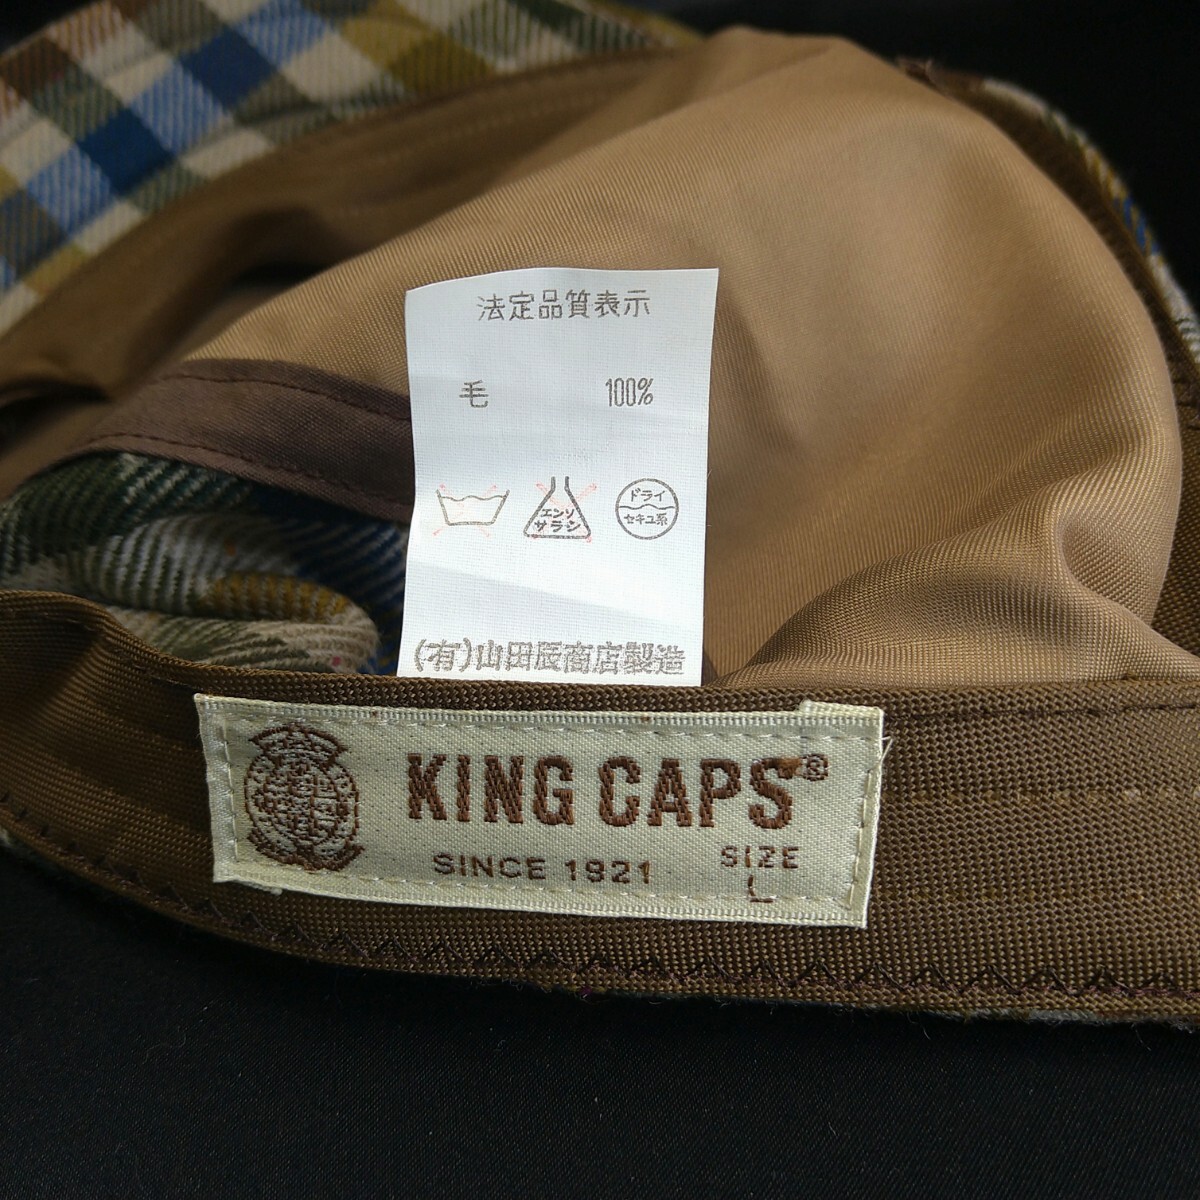 法定品質表示
毛 100%
エンソ
サラシ
ドライ
セキユ系
(有)山田辰商店製造
KING CAPS®
SINCE 1921
SIZE
L